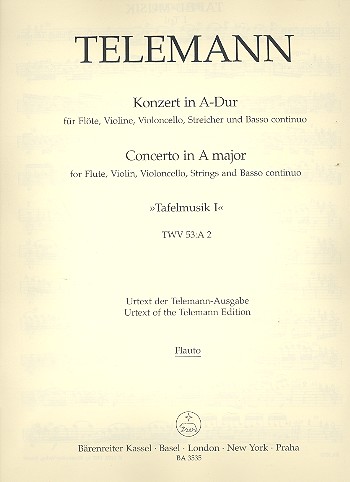 TELEMANN
Konzert in A-Dur
für Flöte, Violine, Violoncello, Streicher und Basso continuo
Concerto in A major
for Flute, Violin, Violoncello, Strings and Basso continuo
»Tafelmusik I«
TWV 53:A 2
Urtext der Telemann-Ausgabe
Urtext of the Telemann Edition
Flauto
Bärenreiter Kassel · Basel · London · New York · Praha
BA 3535